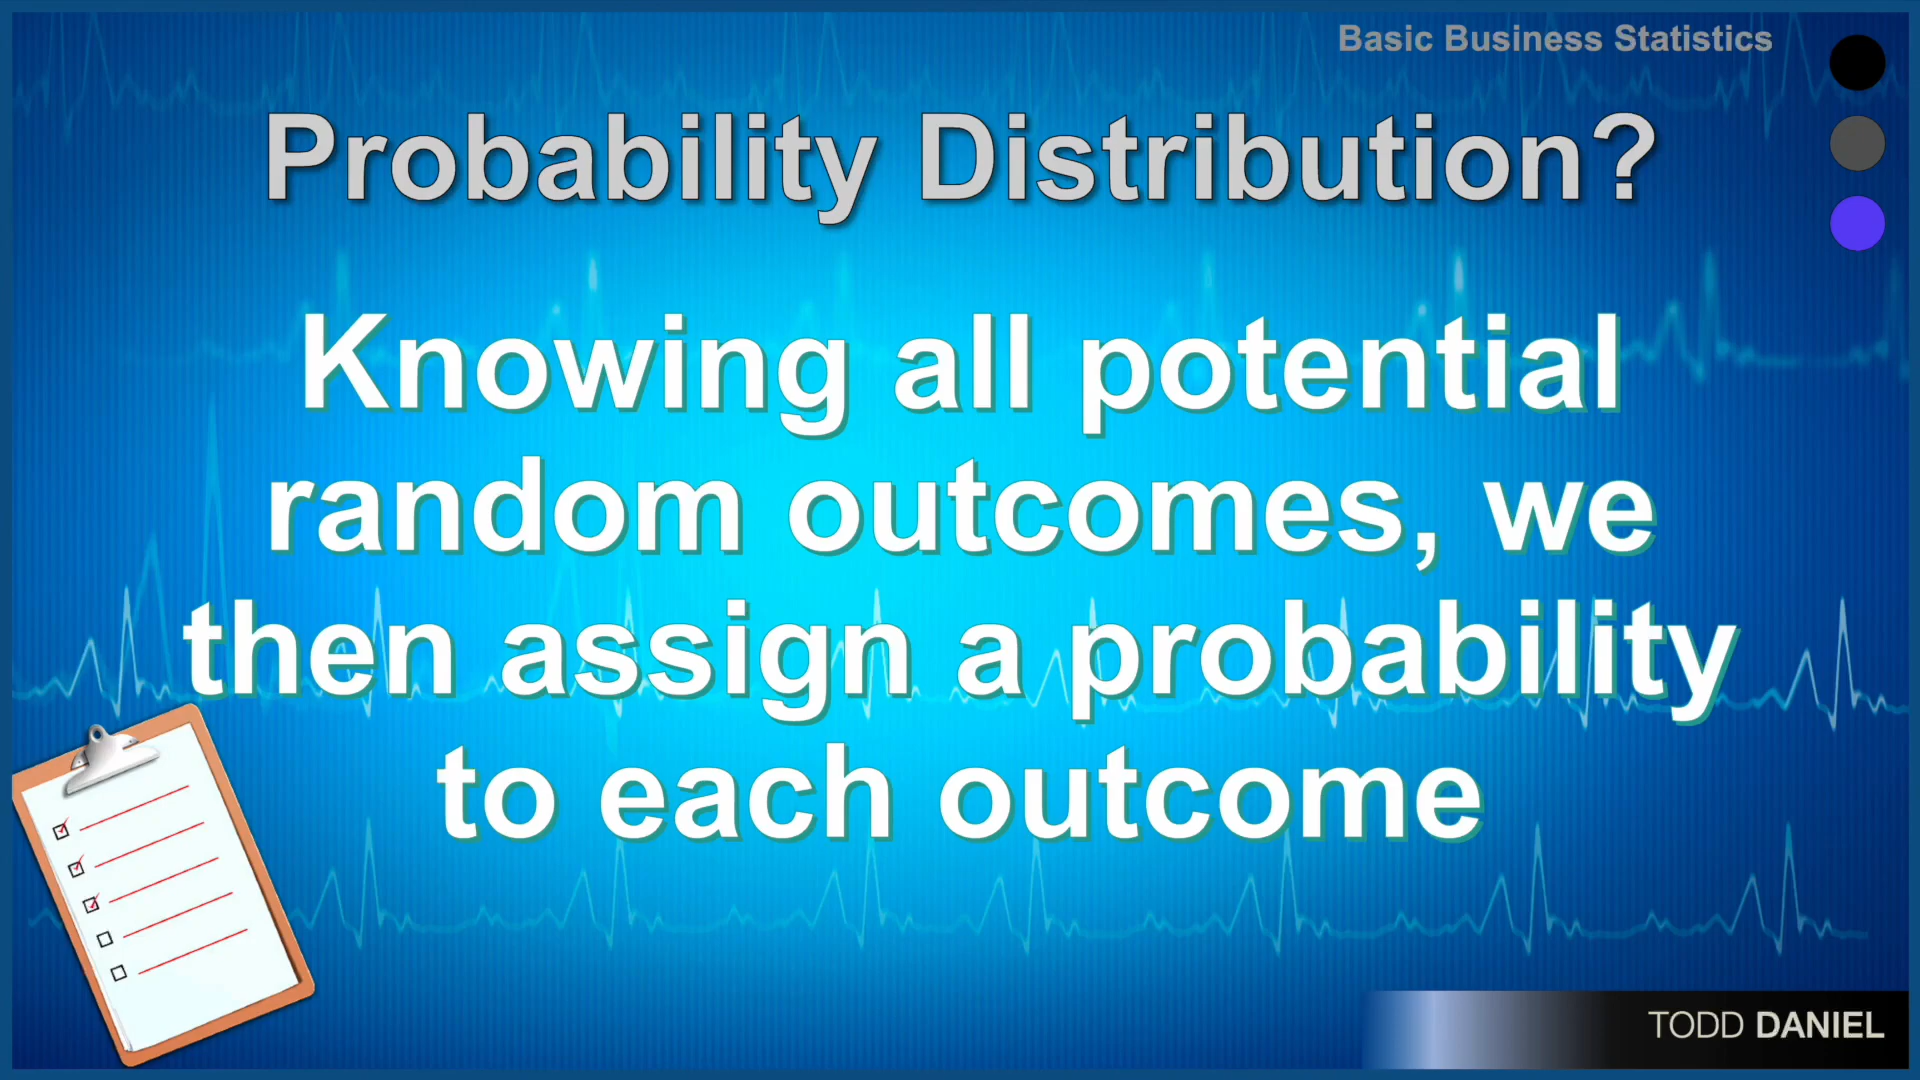 Basic Business Statistics
Probability Distribution?
Knowing all potential
random outcomes, we
then assign a probability
to each outcome
TODD DANIEL